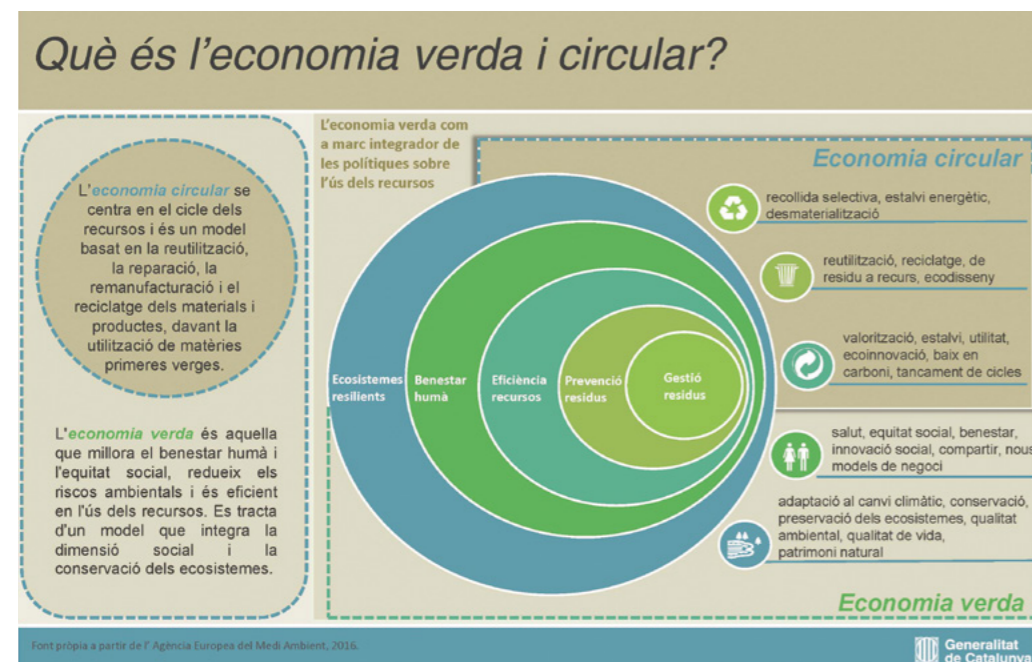 Què és l'economia verda i circular?
L'economia circular se
centra en el cicle dels
recursos i és un model
basat en la reutilització,
la reparació, la
remanufacturació i el
reciclatge dels materials i
productes, davant la
utilització de matèries
primeres verges.
L'economia verda és aquella
que millora el benestar humà i
l'equitat social, redueix els
riscos ambientals i és eficient
en l'ús dels recursos. Es tracta
d'un model que integra la
dimensió social i la
conservació dels ecosistemes.
L'economia verda com
a marc integrador de
les polítiques sobre
l'ús dels recursos
Economia circular
Ecosistemes
resilients
Benestar
humà
Eficiència
recursos
Prevenció
residus
Gestió
residus
recollida selectiva, estalvi energètic,
desmaterialització
reutilització, reciclatge, de
residu a recurs, ecodisseny
valorització, estalvi, utilitat,
ecoinnovació, baix en
carboni, tancament de cicles
salut, equitat social, benestar,
innovació social, compartir, nous
models de negoci
adaptació al canvi climàtic, conservació,
preservació dels ecosistemes, qualitat
ambiental, qualitat de vida,
patrimoni natural
Economia verda
Font pròpia a partir de l' Agència Europea del Medi Ambient, 2016.
Generalitat
de Catalunya